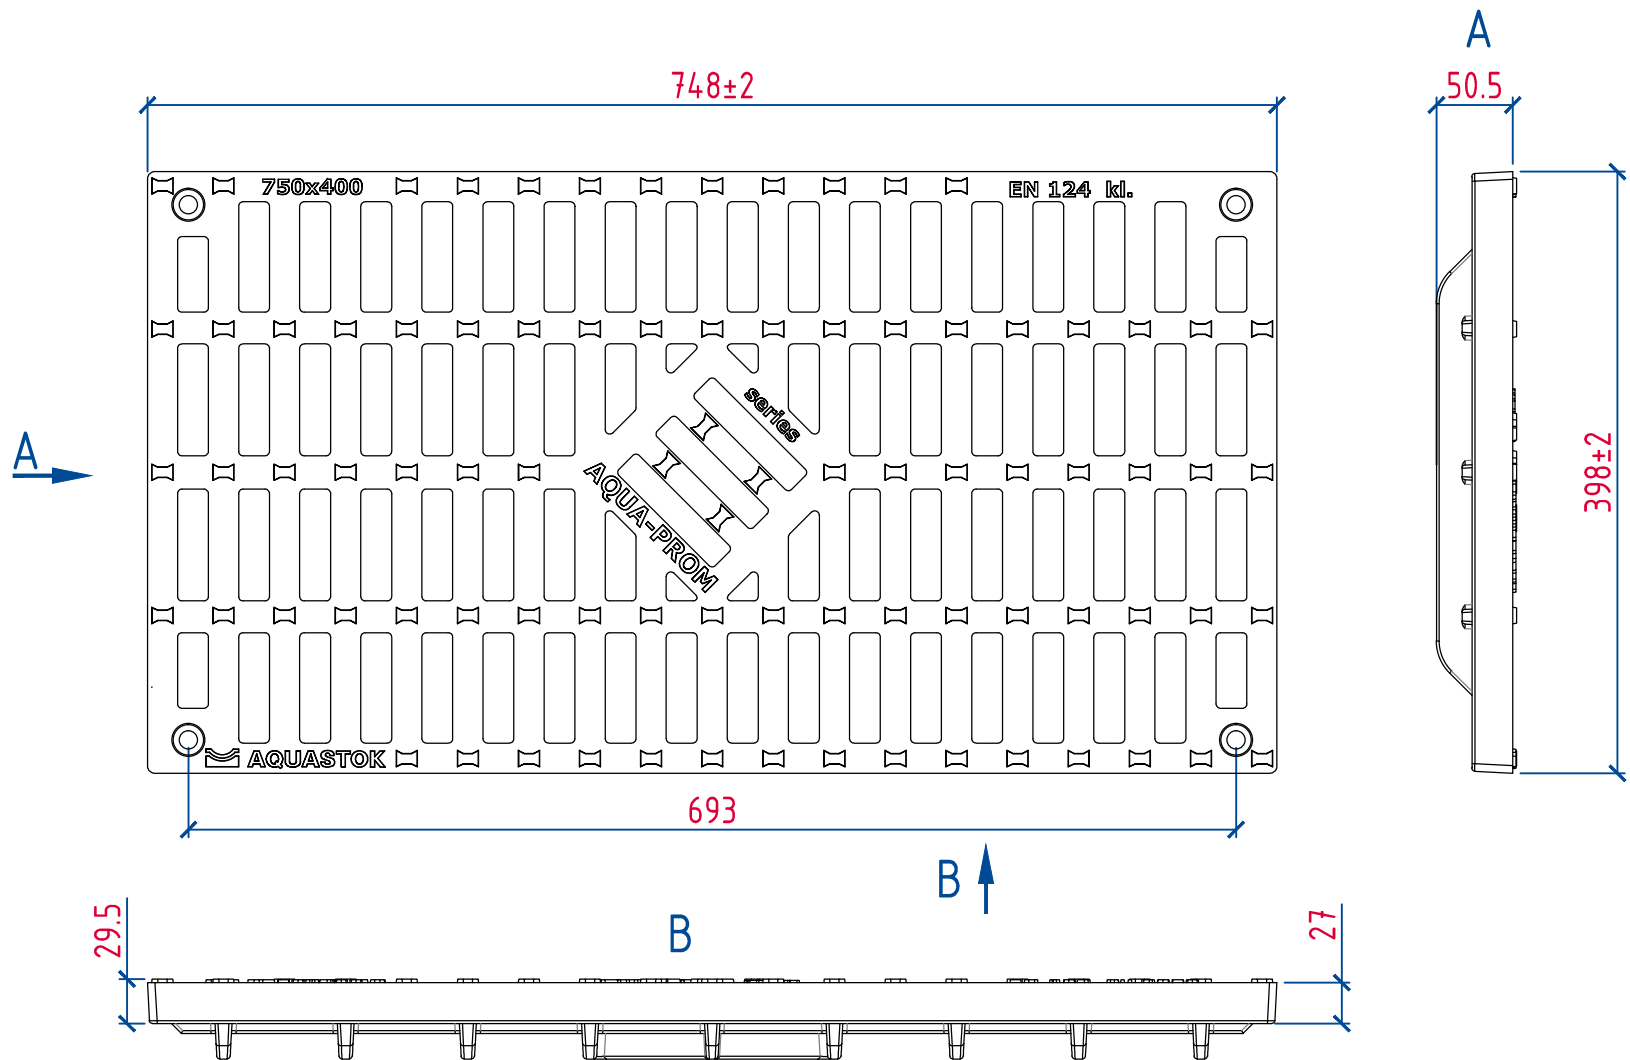 A
748±2
50.5
750x400
EN 124 kl.
series
A
398±2
AQUA-PROM
AQUASTOK
693
B
29.5
B
27